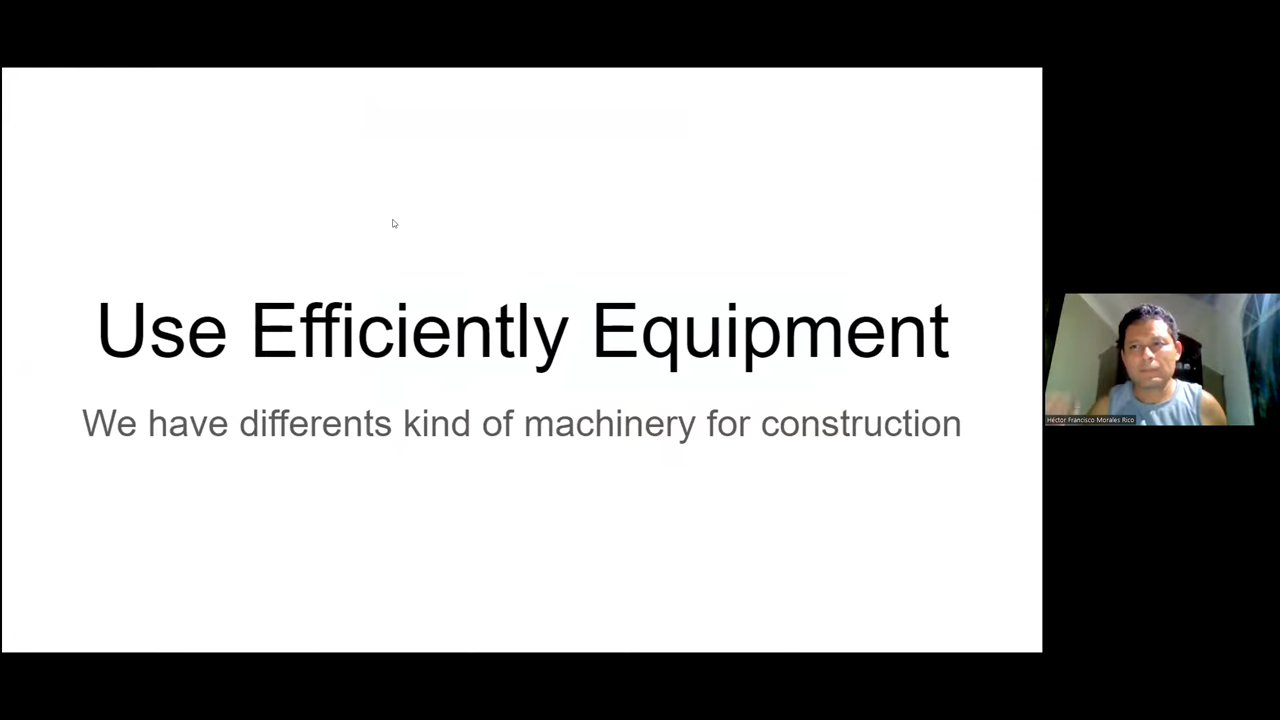 Use Efficiently Equipment
We have differents kind of machinery for construction
Héctor Francisco Morales Rico